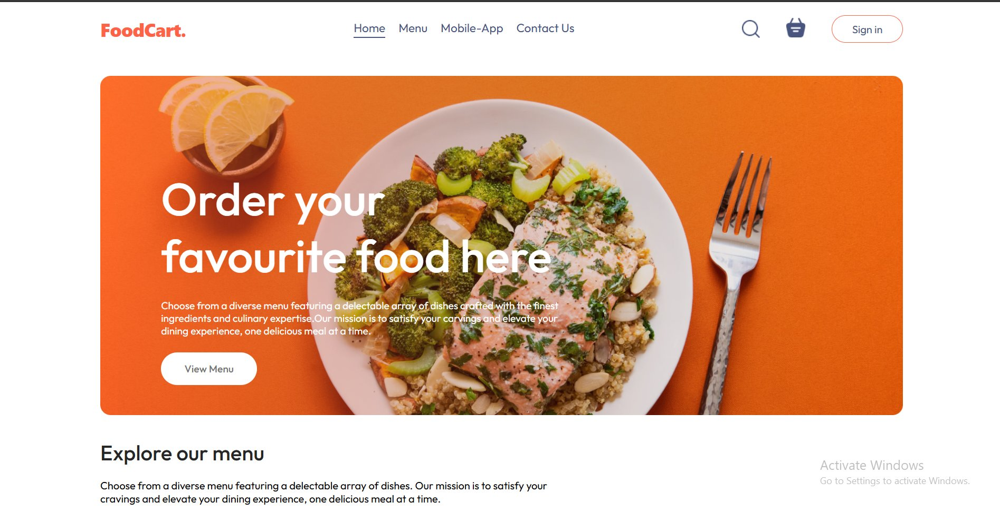 FoodCart.
Home Menu Mobile-App Contact Us
Sign in
Order your
favourite food here
Choose from a diverse menu featuring a delectable array of dishes crafted with the finest
ingredients and culinary expertise.Our mission is to satisfy your carvings and elevate your
dining experience, one delicious meal at a time.
View Menu
Explore our menu
Choose from a diverse menu featuring a delectable array of dishes. Our mission is to satisfy your
cravings and elevate your dining experience, one delicious meal at a time.
Activate Windows
Go to Settings to activate Windows.